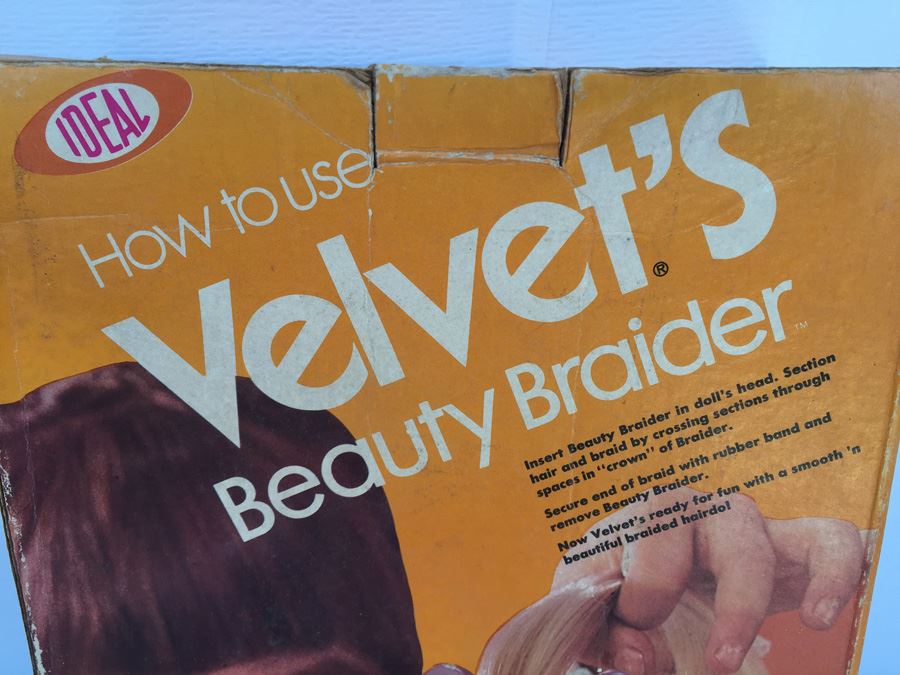 IDEAL
How to use
Velvet's®
Beauty Braider™
Insert Beauty Braider in doll's head. Section
hair and braid by crossing sections through
spaces in "crown" of Braider.
Secure end of braid with rubber band and
remove Beauty Braider.
Now Velvet's ready for fun with a smooth 'n
beautiful braided hairdo!